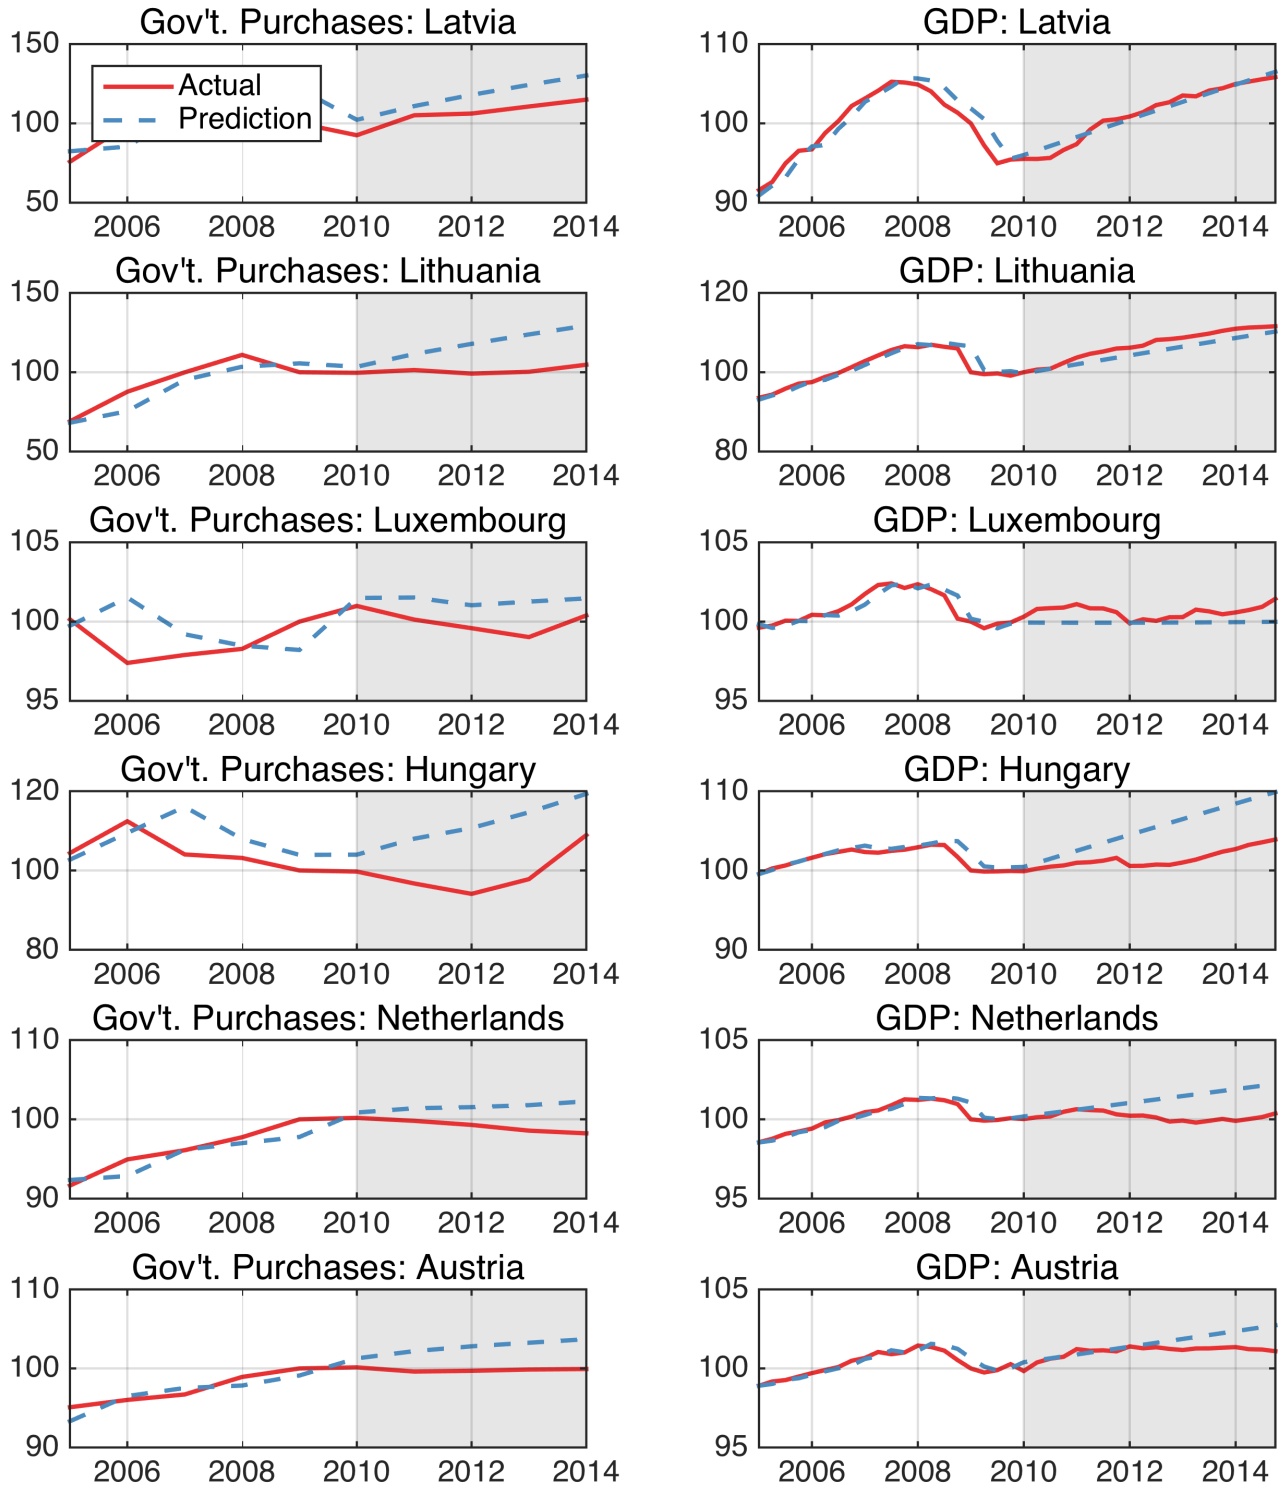 Gov't. Purchases: Latvia
150
100
50
Actual
Prediction
2006 2008 2010 2012 2014
GDP: Latvia
110
100
90
2006 2008 2010 2012 2014
Gov't. Purchases: Lithuania
150
100
50
2006 2008 2010 2012 2014
GDP: Lithuania
120
100
80
2006 2008 2010 2012 2014
Gov't. Purchases: Luxembourg
105
100
95
2006 2008 2010 2012 2014
GDP: Luxembourg
105
100
95
2006 2008 2010 2012 2014
Gov't. Purchases: Hungary
120
100
80
2006 2008 2010 2012 2014
GDP: Hungary
110
100
90
2006 2008 2010 2012 2014
Gov't. Purchases: Netherlands
110
100
90
2006 2008 2010 2012 2014
GDP: Netherlands
105
100
95
2006 2008 2010 2012 2014
Gov't. Purchases: Austria
110
100
90
2006 2008 2010 2012 2014
GDP: Austria
105
100
95
2006 2008 2010 2012 2014